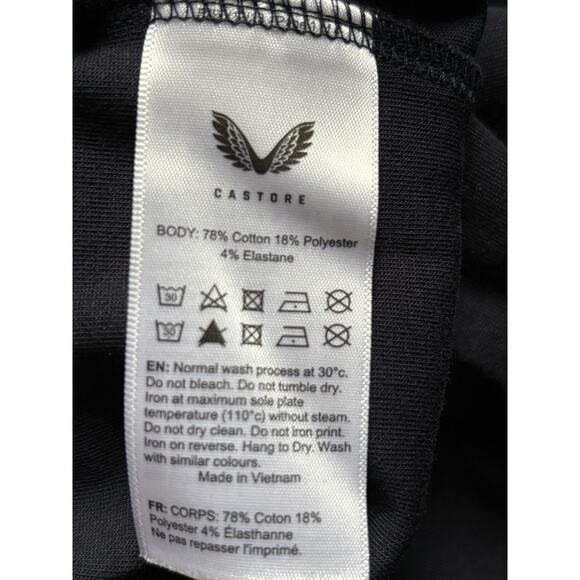 CASTORE
BODY: 78% Cotton 18% Polyester
4% Elastane
30
30
EN: Normal wash process at 30°c.
Do not bleach. Do not tumble dry.
Iron at maximum sole plate
temperature (110°c) without steam.
Do not dry clean. Do not iron print.
Iron on reverse. Hang to Dry. Wash
with similar colours.
Made in Vietnam
FR: CORPS: 78% Coton 18%
Polyester 4% Élasthanne
Ne pas repasser l'imprimé.